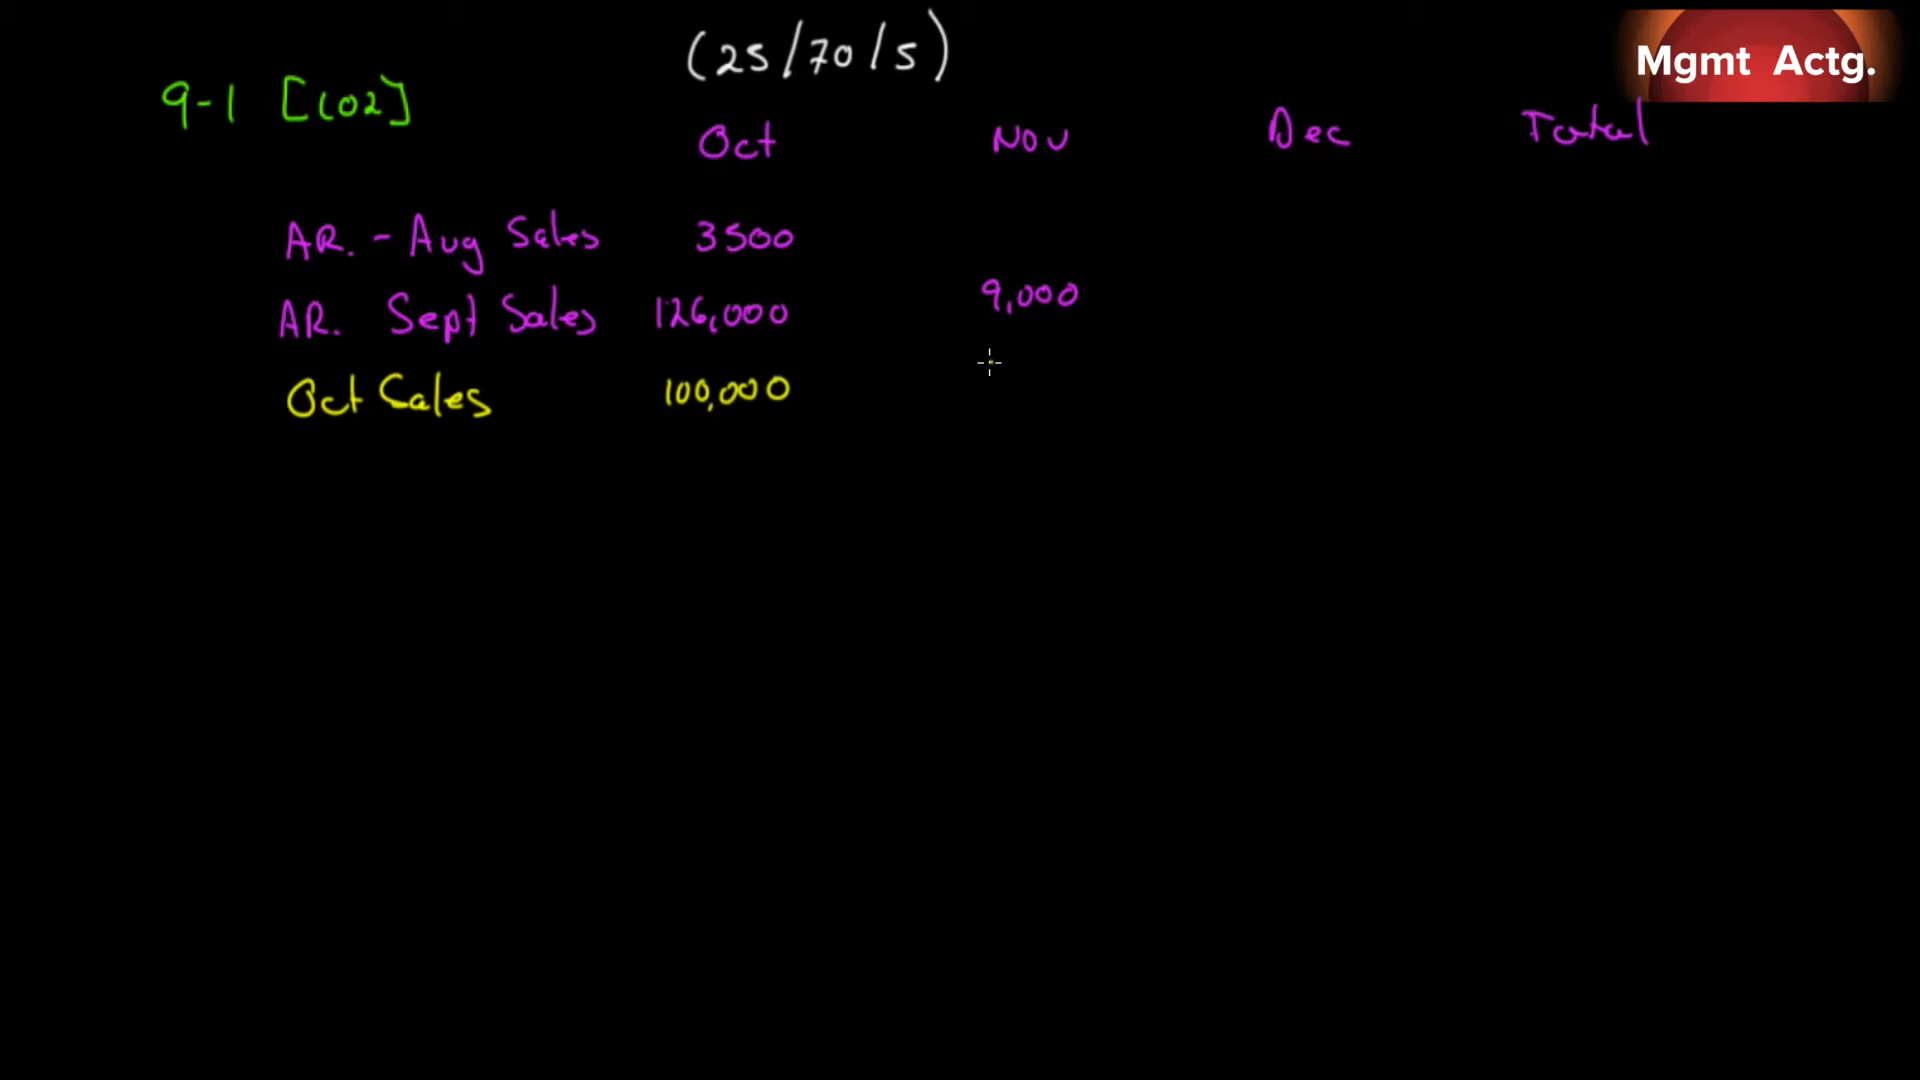 (25/70/5)
Mgmt Actg.
9-1 [LO2]
Oct Nov Dec Total
AR. - Aug Sales 3500
AR. Sept Sales 126,000 9,000
Oct Sales 100,000